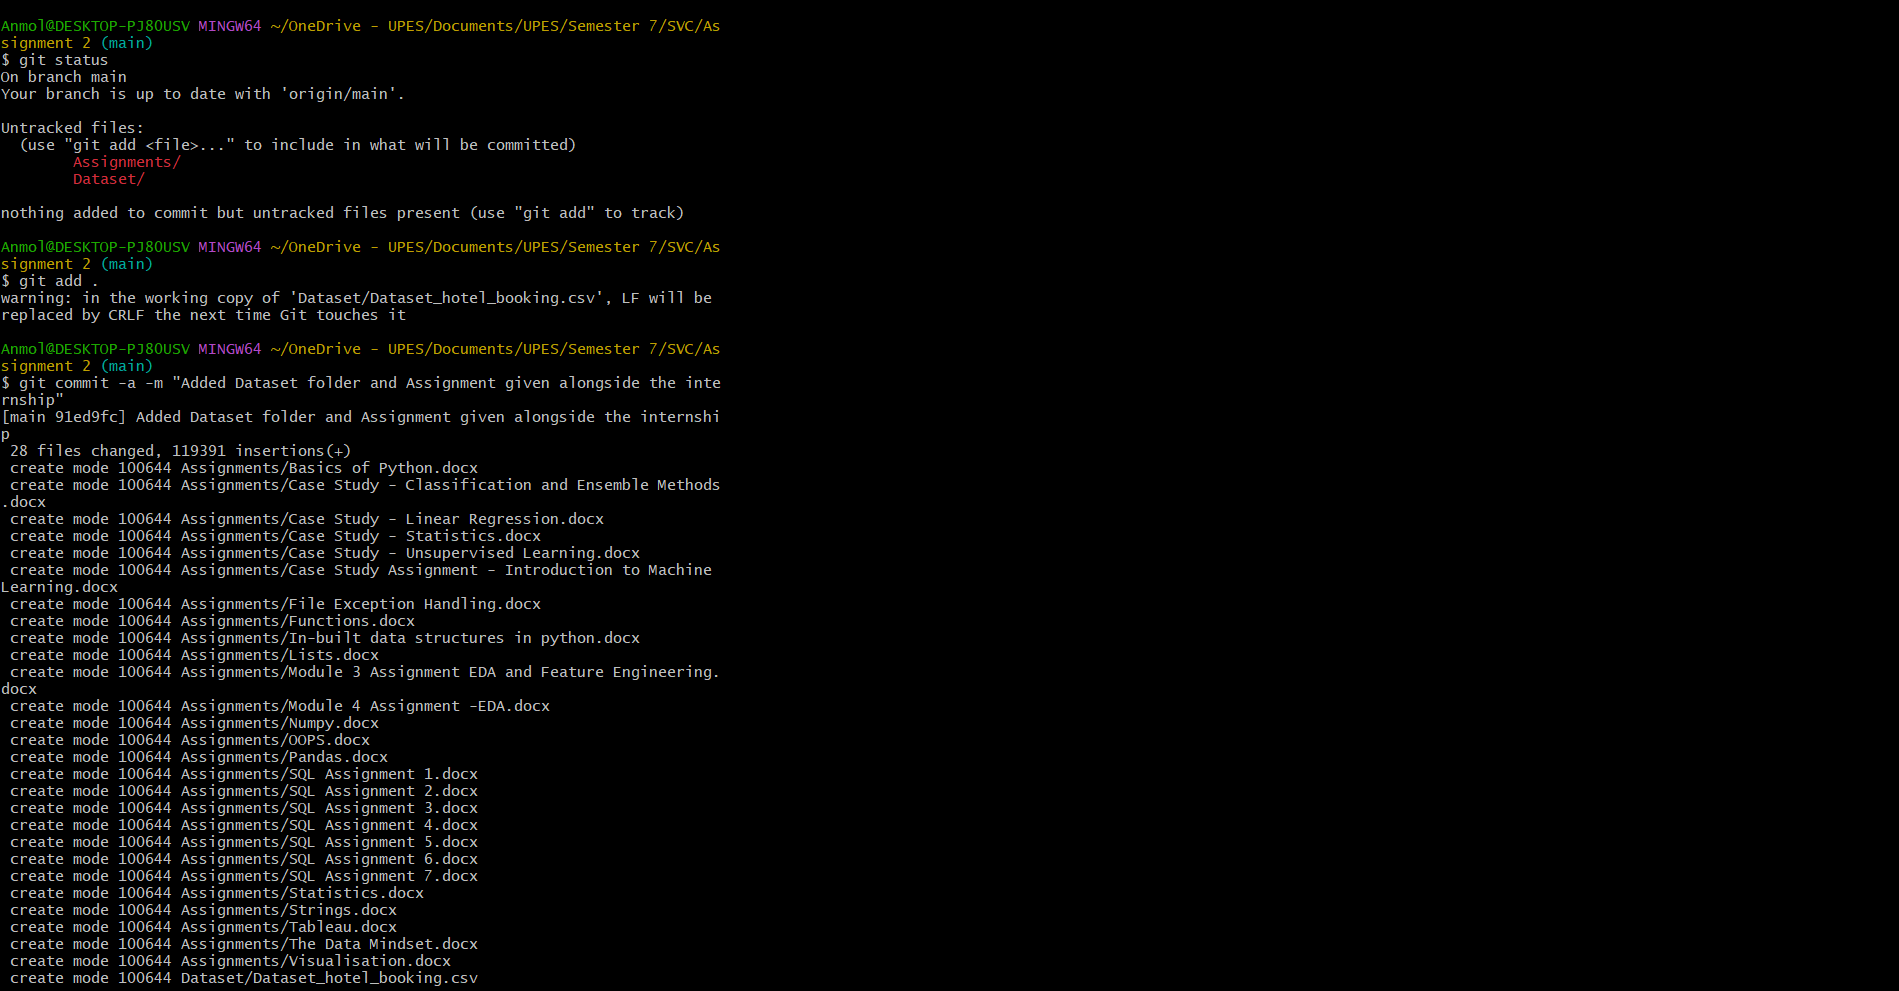 Anmol@DESKTOP-PJ80USV MINGW64 ~/OneDrive - UPES/Documents/UPES/Semester 7/SVC/As
signment 2 (main)
$ git status
On branch main
Your branch is up to date with 'origin/main'.
Untracked files:
  (use "git add <file>..." to include in what will be committed)
        Assignments/
        Dataset/
nothing added to commit but untracked files present (use "git add" to track)
Anmol@DESKTOP-PJ80USV MINGW64 ~/OneDrive - UPES/Documents/UPES/Semester 7/SVC/As
signment 2 (main)
$ git add .
warning: in the working copy of 'Dataset/Dataset_hotel_booking.csv', LF will be
replaced by CRLF the next time Git touches it
Anmol@DESKTOP-PJ80USV MINGW64 ~/OneDrive - UPES/Documents/UPES/Semester 7/SVC/As
signment 2 (main)
$ git commit -a -m "Added Dataset folder and Assignment given alongside the inte
rnship"
[main 91ed9fc] Added Dataset folder and Assignment given alongside the internshi
p
 28 files changed, 119391 insertions(+)
 create mode 100644 Assignments/Basics of Python.docx
 create mode 100644 Assignments/Case Study - Classification and Ensemble Methods
.docx
 create mode 100644 Assignments/Case Study - Linear Regression.docx
 create mode 100644 Assignments/Case Study - Statistics.docx
 create mode 100644 Assignments/Case Study - Unsupervised Learning.docx
 create mode 100644 Assignments/Case Study Assignment - Introduction to Machine
Learning.docx
 create mode 100644 Assignments/File Exception Handling.docx
 create mode 100644 Assignments/Functions.docx
 create mode 100644 Assignments/In-built data structures in python.docx
 create mode 100644 Assignments/Lists.docx
 create mode 100644 Assignments/Module 3 Assignment EDA and Feature Engineering.
docx
 create mode 100644 Assignments/Module 4 Assignment -EDA.docx
 create mode 100644 Assignments/Numpy.docx
 create mode 100644 Assignments/OOPS.docx
 create mode 100644 Assignments/Pandas.docx
 create mode 100644 Assignments/SQL Assignment 1.docx
 create mode 100644 Assignments/SQL Assignment 2.docx
 create mode 100644 Assignments/SQL Assignment 3.docx
 create mode 100644 Assignments/SQL Assignment 4.docx
 create mode 100644 Assignments/SQL Assignment 5.docx
 create mode 100644 Assignments/SQL Assignment 6.docx
 create mode 100644 Assignments/SQL Assignment 7.docx
 create mode 100644 Assignments/Statistics.docx
 create mode 100644 Assignments/Strings.docx
 create mode 100644 Assignments/Tableau.docx
 create mode 100644 Assignments/The Data Mindset.docx
 create mode 100644 Assignments/Visualisation.docx
 create mode 100644 Dataset/Dataset_hotel_booking.csv